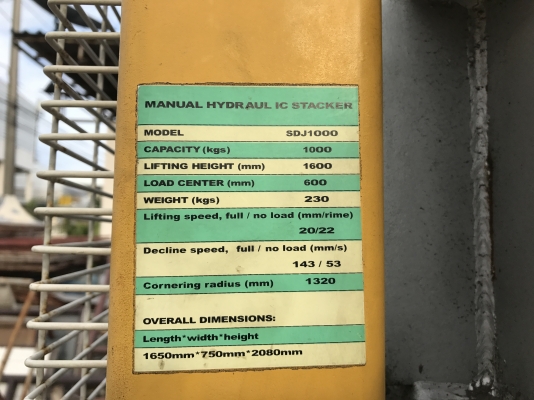 MANUAL HYDRAUL IC STACKER
MODEL SDJ1000
CAPACITY (kgs) 1000
LIFTING HEIGHT (mm) 1600
LOAD CENTER (mm) 600
WEIGHT (kgs) 230
Lifting speed, full / no load (mm/rime)
20/22
Decline speed, full / no load (mm/s)
143 / 53
Cornering radius (mm) 1320
OVERALL DIMENSIONS:
Length*width*height
1650mm*750mm*2080mm